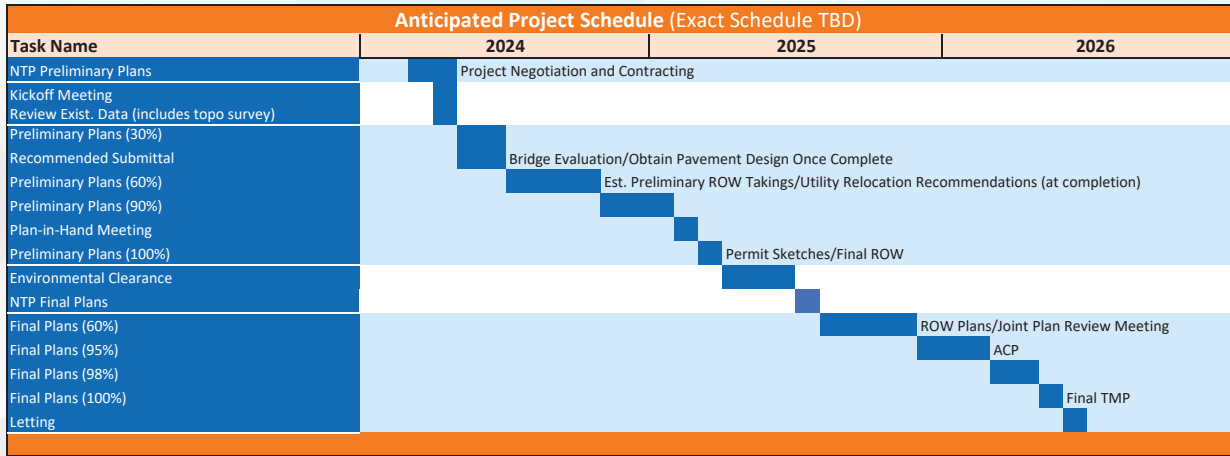 Anticipated Project Schedule (Exact Schedule TBD)
Task Name 2024 2025 2026
NTP Preliminary Plans Project Negotiation and Contracting
Kickoff Meeting
Review Exist. Data (includes topo survey)
Preliminary Plans (30%)
Recommended Submittal Bridge Evaluation/Obtain Pavement Design Once Complete
Preliminary Plans (60%) Est. Preliminary ROW Takings/Utility Relocation Recommendations (at completion)
Preliminary Plans (90%)
Plan-in-Hand Meeting
Preliminary Plans (100%) Permit Sketches/Final ROW
Environmental Clearance
NTP Final Plans
Final Plans (60%) ROW Plans/Joint Plan Review Meeting
Final Plans (95%) ACP
Final Plans (98%)
Final Plans (100%) Final TMP
Letting